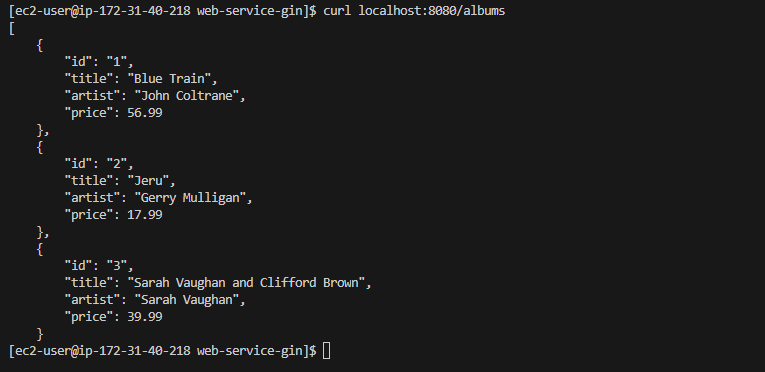 [ec2-user@ip-172-31-40-218 web-service-gin]$ curl localhost:8080/albums
[
    {
        "id": "1",
        "title": "Blue Train",
        "artist": "John Coltrane",
        "price": 56.99
    },
    {
        "id": "2",
        "title": "Jeru",
        "artist": "Gerry Mulligan",
        "price": 17.99
    },
    {
        "id": "3",
        "title": "Sarah Vaughan and Clifford Brown",
        "artist": "Sarah Vaughan",
        "price": 39.99
    }
[ec2-user@ip-172-31-40-218 web-service-gin]$